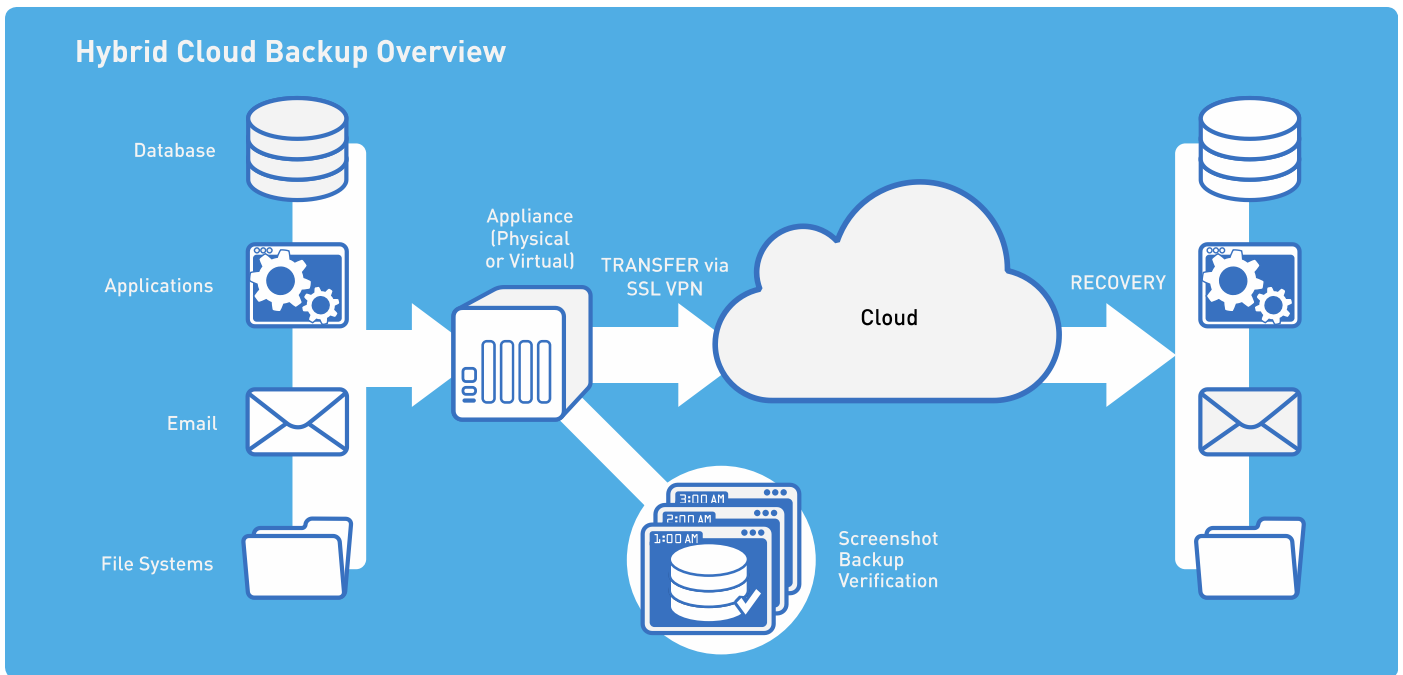 Hybrid Cloud Backup Overview
Database
Applications
Email
File Systems
Appliance
(Physical
or Virtual)
TRANSFER via
SSL VPN
Cloud
RECOVERY
3:00 AM
2:00 AM
1:00 AM
Screenshot
Backup
Verification